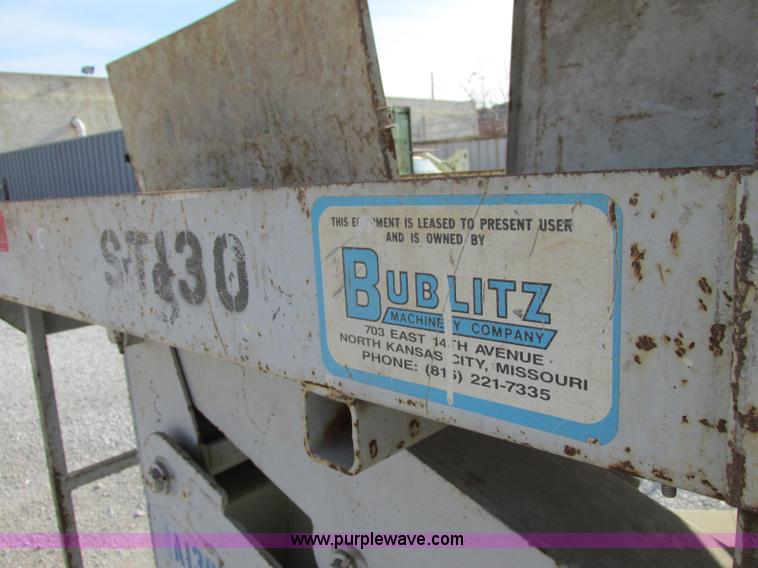 THIS EQUIPMENT IS LEASED TO PRESENT USER
AND IS OWNED BY
BUBLITZ
MACHINERY COMPANY
703 EAST 14TH AVENUE
NORTH KANSAS CITY, MISSOURI
PHONE: (816) 221-7335
www.purplewave.com